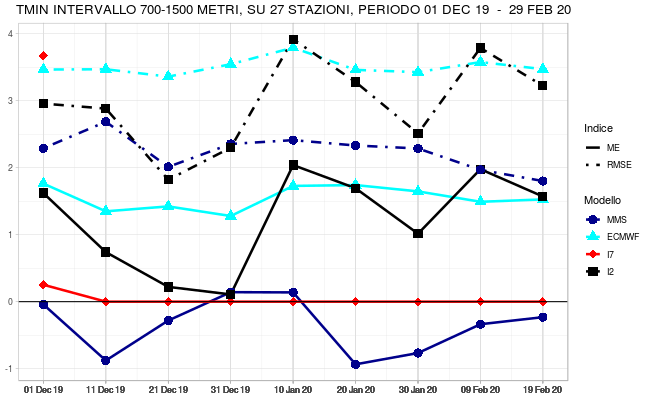 TMIN INTERVALLO 700-1500 METRI, SU 27 STAZIONI, PERIODO 01 DEC 19 - 29 FEB 20
4
3
2
1
0
-1
01 Dec 19 11 Dec 19 21 Dec 19 31 Dec 19 10 Jan 20 20 Jan 20 30 Jan 20 09 Feb 20 19 Feb 20
Indice
ME
RMSE
Modello
MMS
ECMWF
I7
I2